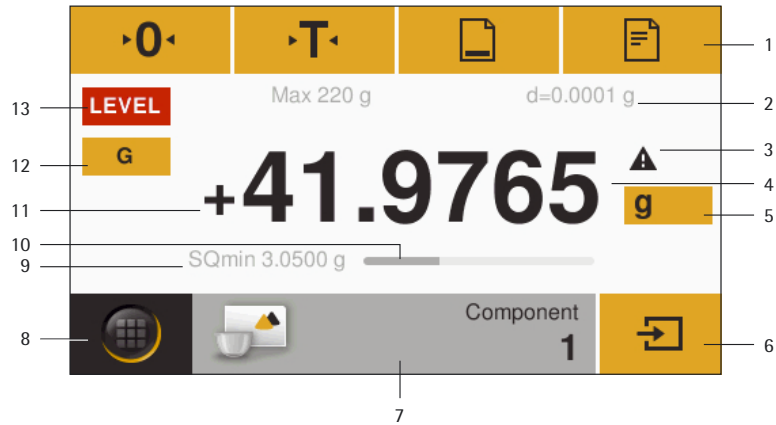 0 T 1
Max 220 g d=0.0001 g 2
13 LEVEL
3
12 G
+41.9765 4
g 5
11
10
9 SQmin 3.0500 g
Component
8 1 6
7